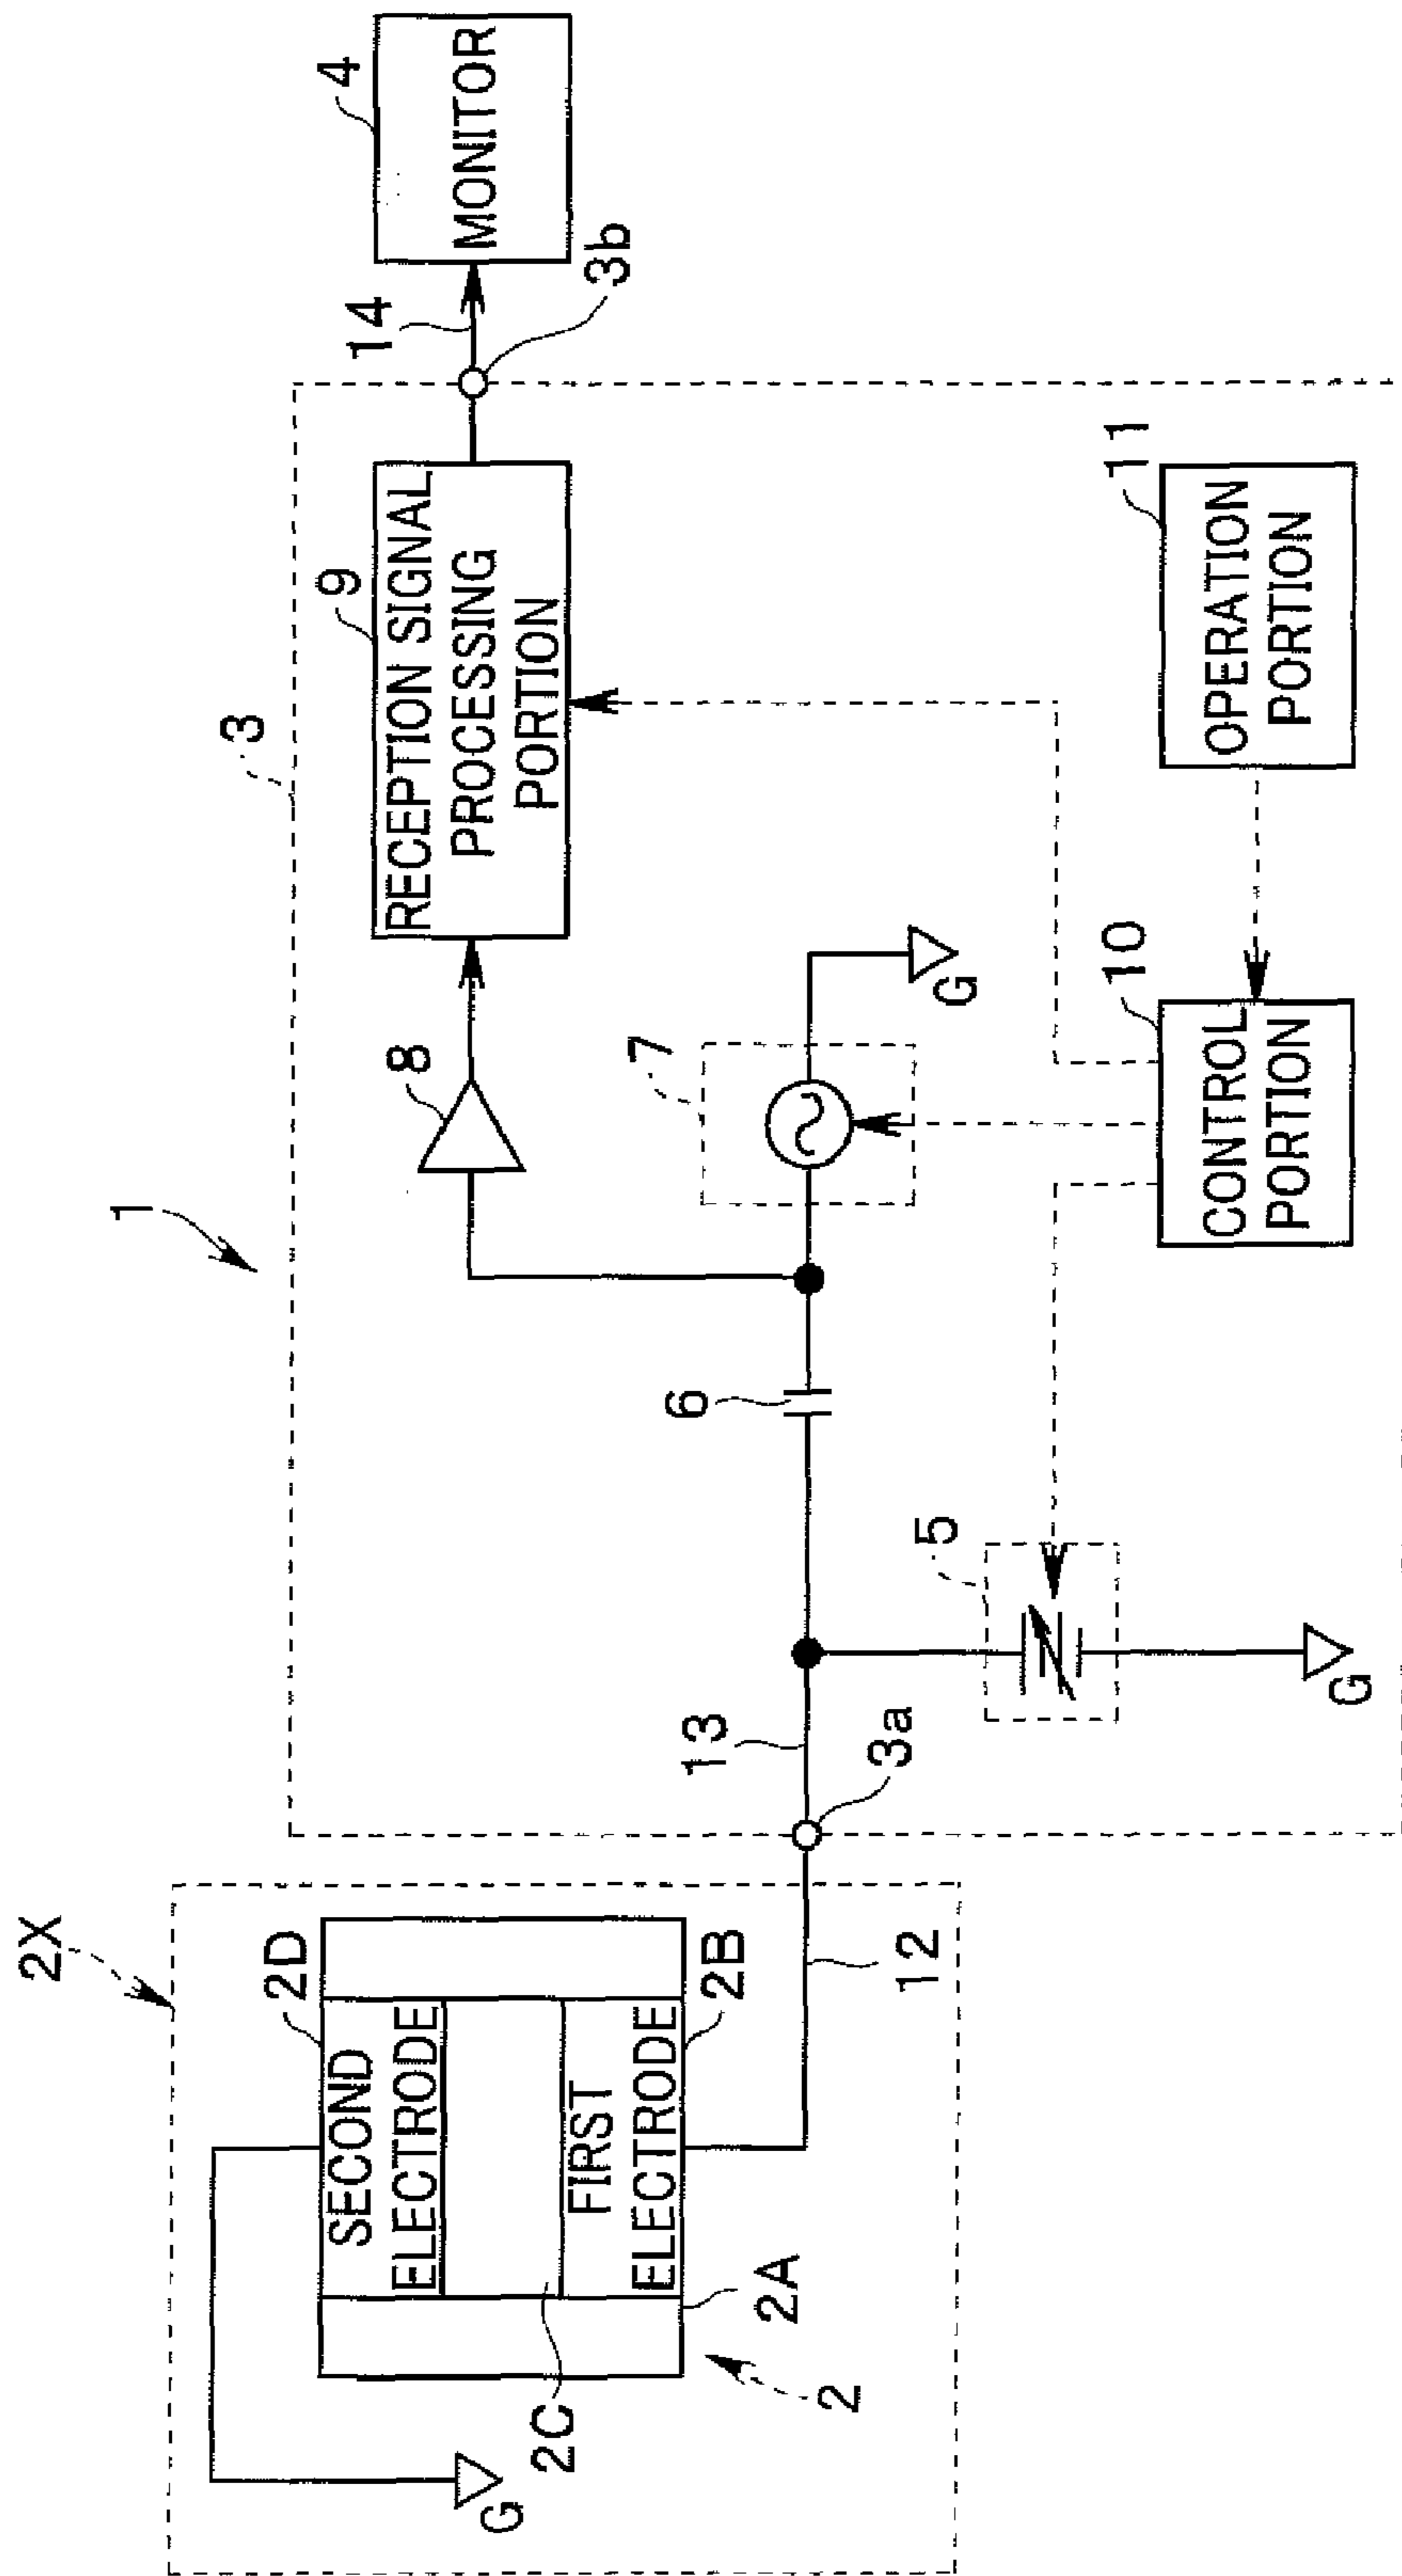 1
2X
3
2D
SECOND
ELECTRODE
2C
FIRST
ELECTRODE
2B
2A
2
G
12
3a
13
5
G
6
7
G
8
9
RECEPTION SIGNAL
PROCESSING
PORTION
14
3b
4
MONITOR
10
CONTROL
PORTION
11
OPERATION
PORTION